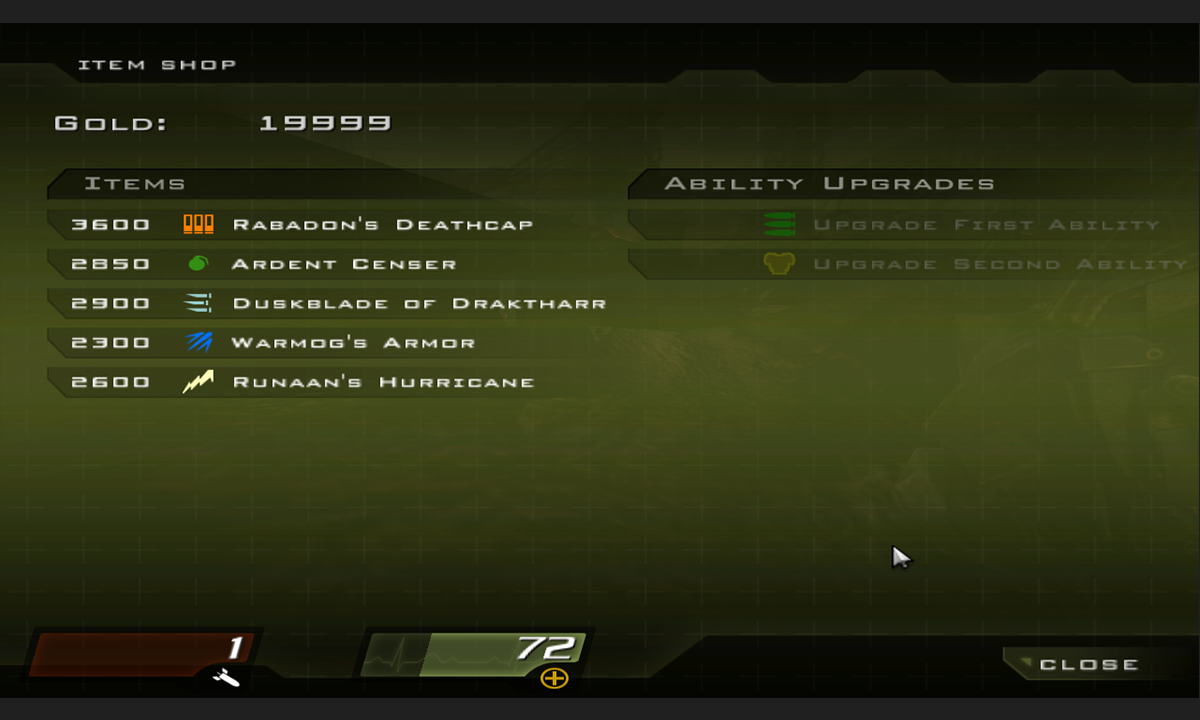 ITEM SHOP
GOLD: 19999
ITEMS
3600 RABADON'S DEATHCAP
2850 ARDENT CENSER
2900 DUSKBLADE OF DRAKTHARR
2300 WARMOG'S ARMOR
2600 RUNAAN'S HURRICANE
ABILITY UPGRADES
UPGRADE FIRST ABILITY
UPGRADE SECOND ABILITY
1
72
CLOSE